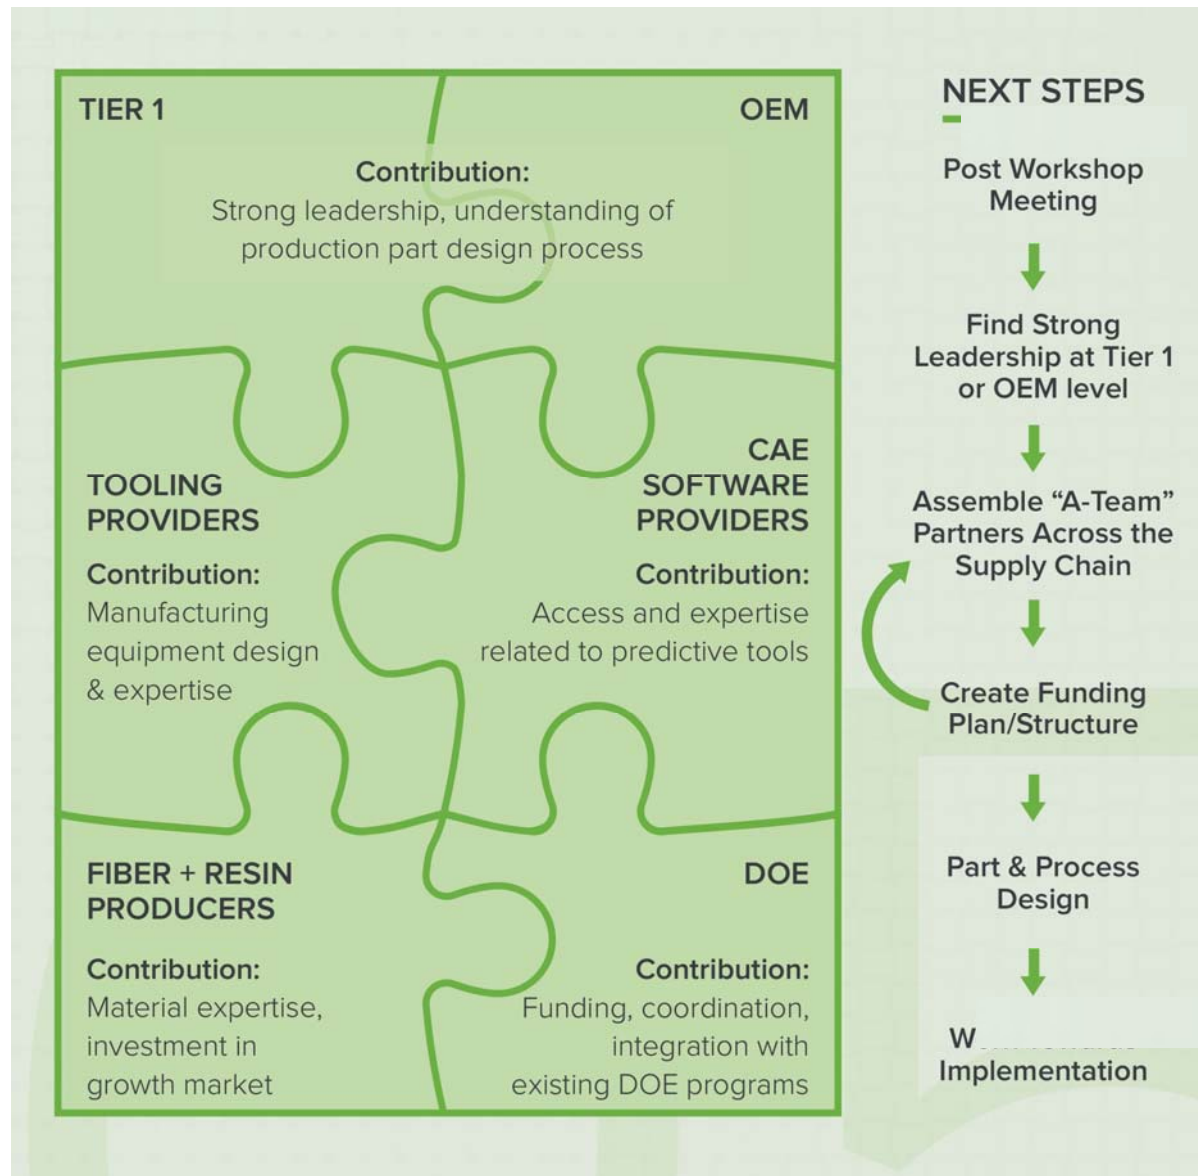 TIER 1
OEM
Contribution:
Strong leadership, understanding of
production part design process
TOOLING
PROVIDERS
Contribution:
Manufacturing
equipment design
& expertise
CAE
SOFTWARE
PROVIDERS
Contribution:
Access and expertise
related to predictive tools
FIBER + RESIN
PRODUCERS
Contribution:
Material expertise,
investment in
growth market
DOE
Contribution:
Funding, coordination,
integration with
existing DOE programs
NEXT STEPS
Post Workshop
Meeting
Find Strong
Leadership at Tier 1
or OEM level
Assemble “A-Team”
Partners Across the
Supply Chain
Create Funding
Plan/Structure
Part & Process
Design
Implementation